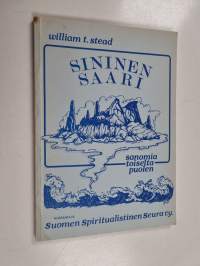 william t. stead
SININEN
SAARI
sanomia
toiselta
puolen
Suomen Spiritualistinen Seura ry.